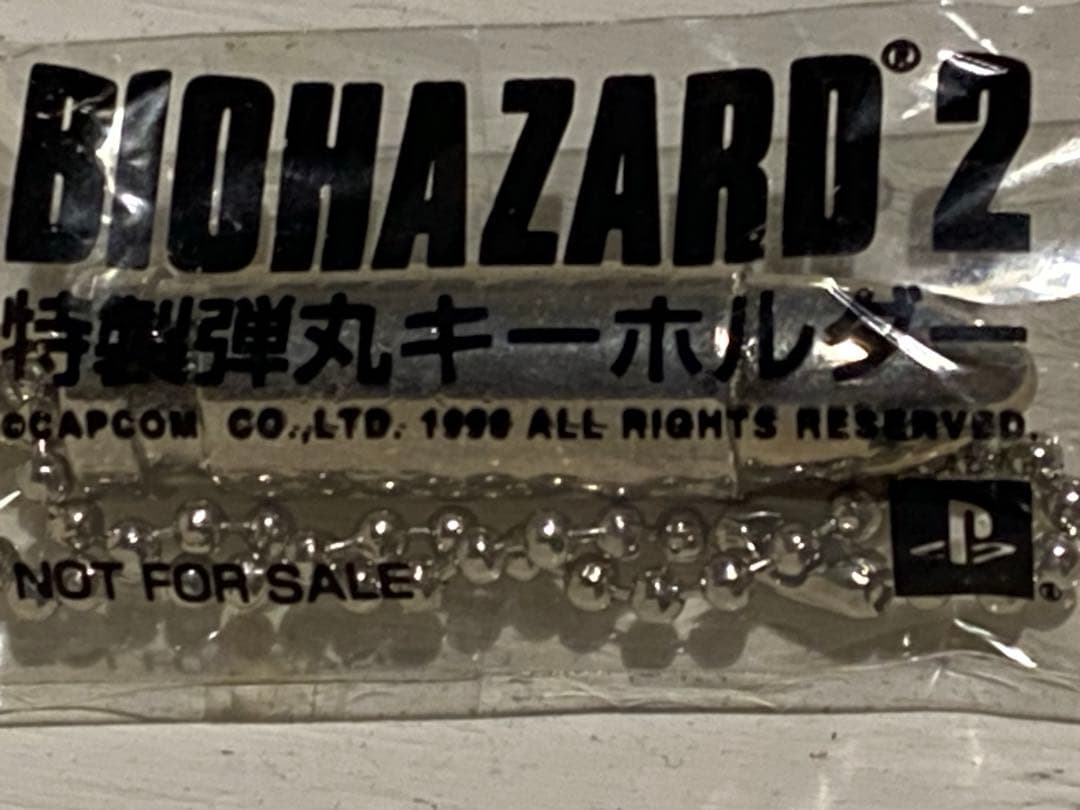 BIOHAZARD® 2
特製弾丸キーホルダー
©CAPCOM CO.,LTD. 1998 ALL RIGHTS RESERVED.
NOT FOR SALE